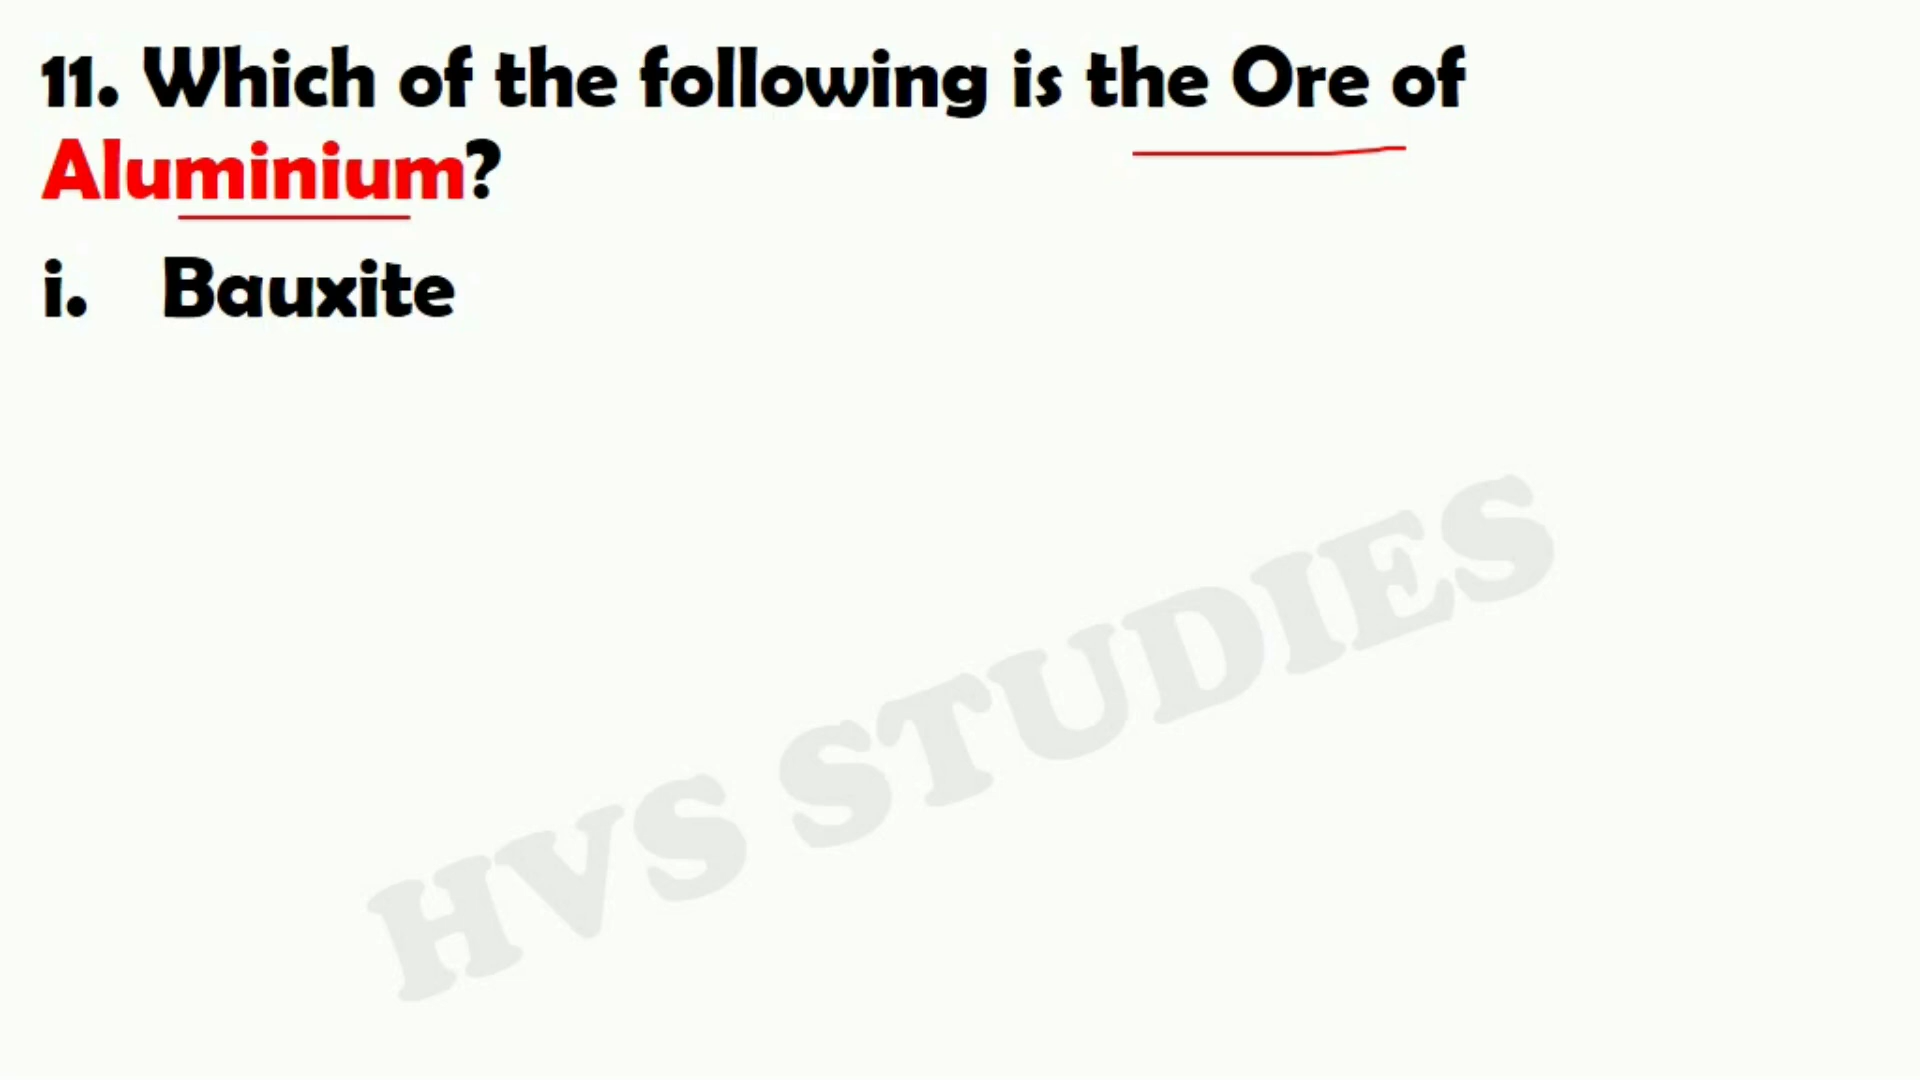 11. Which of the following is the Ore of
Aluminium?
i. Bauxite
HVS STUDIES